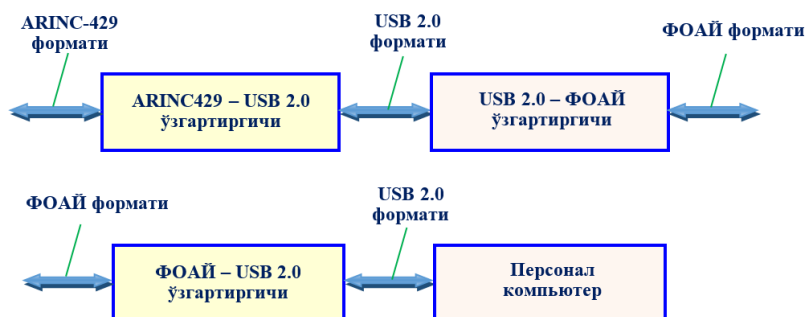 ARINC-429
формати
USB 2.0
формати
ФОАЙ формати
ARINC429 – USB 2.0
ўзгартиргичи
USB 2.0 – ФОАЙ
ўзгартиргичи
ФОАЙ формати
USB 2.0
формати
ФОАЙ – USB 2.0
ўзгартиргичи
Персонал
компьютер